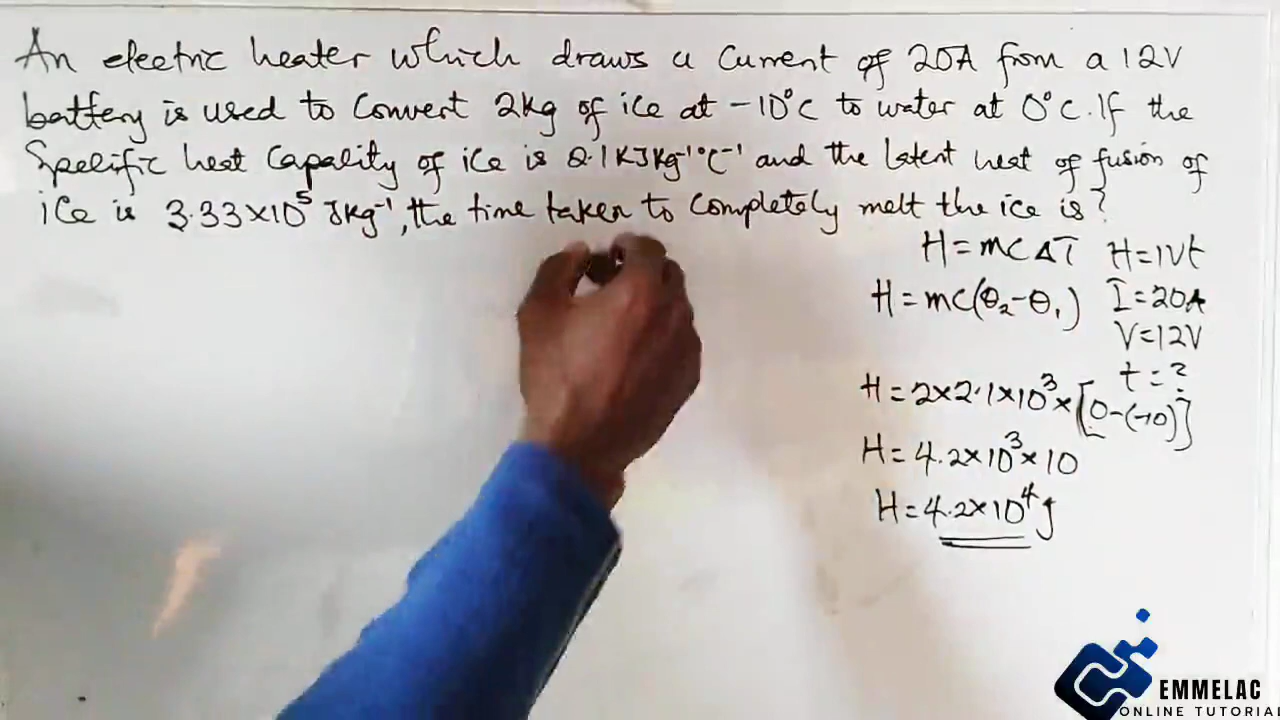 An electric heater which draws a current of 20A from a 12V
battery is used to convert 2kg of ice at -10°C to water at 0°C. If the
Specific heat capacity of ice is 2.1KJKg⁻¹°C⁻¹ and the latent heat of fusion of
ice is 3.33×10⁵ Jkg⁻¹, the time taken to completely melt the ice is?
H = mcΔT
H = mc(θ₂-θ₁)
H = IVt
I = 20A
V = 12V
t = ?
H = 2×2.1×10³×[0-(-10)]
H = 4.2×10³×10
H = 4.2×10⁴J
EMMELAC
ONLINE TUTORIA